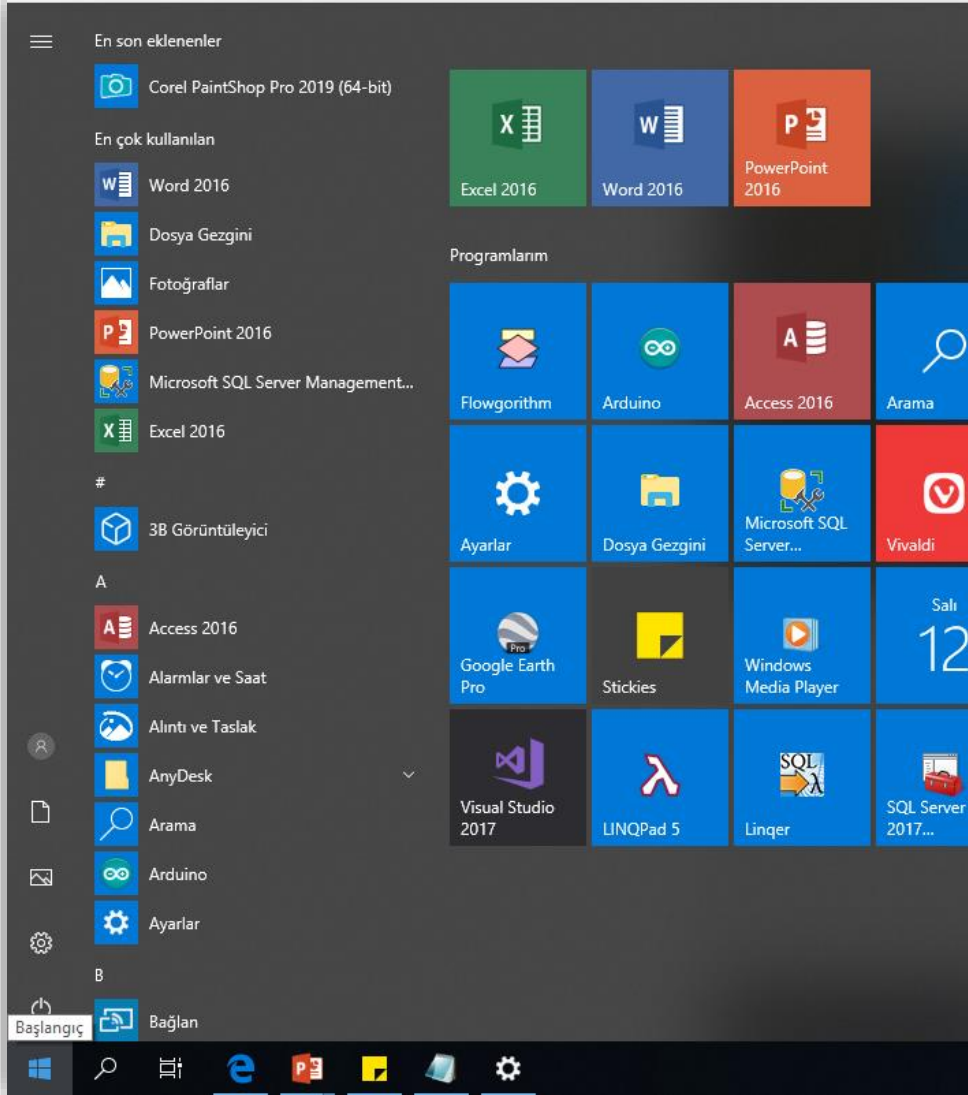 En son eklenenler
Corel PaintShop Pro 2019 (64-bit)
En çok kullanılan
Word 2016
Dosya Gezgini
Fotoğraflar
PowerPoint 2016
Microsoft SQL Server Management...
Excel 2016
#
3B Görüntüleyici
A
Access 2016
Alarmlar ve Saat
Alıntı ve Taslak
AnyDesk
Arama
Arduino
Ayarlar
B
Bağlan
Başlangıç
Excel 2016
Word 2016
PowerPoint
2016
Programlarım
Flowgorithm
Arduino
Access 2016
Arama
Ayarlar
Dosya Gezgini
Microsoft SQL
Server...
Vivaldi
Pro
Google Earth
Pro
Stickies
Windows
Media Player
Salı
12
Visual Studio
2017
LINQPad 5
SQL
Linqer
SQL Server
2017...